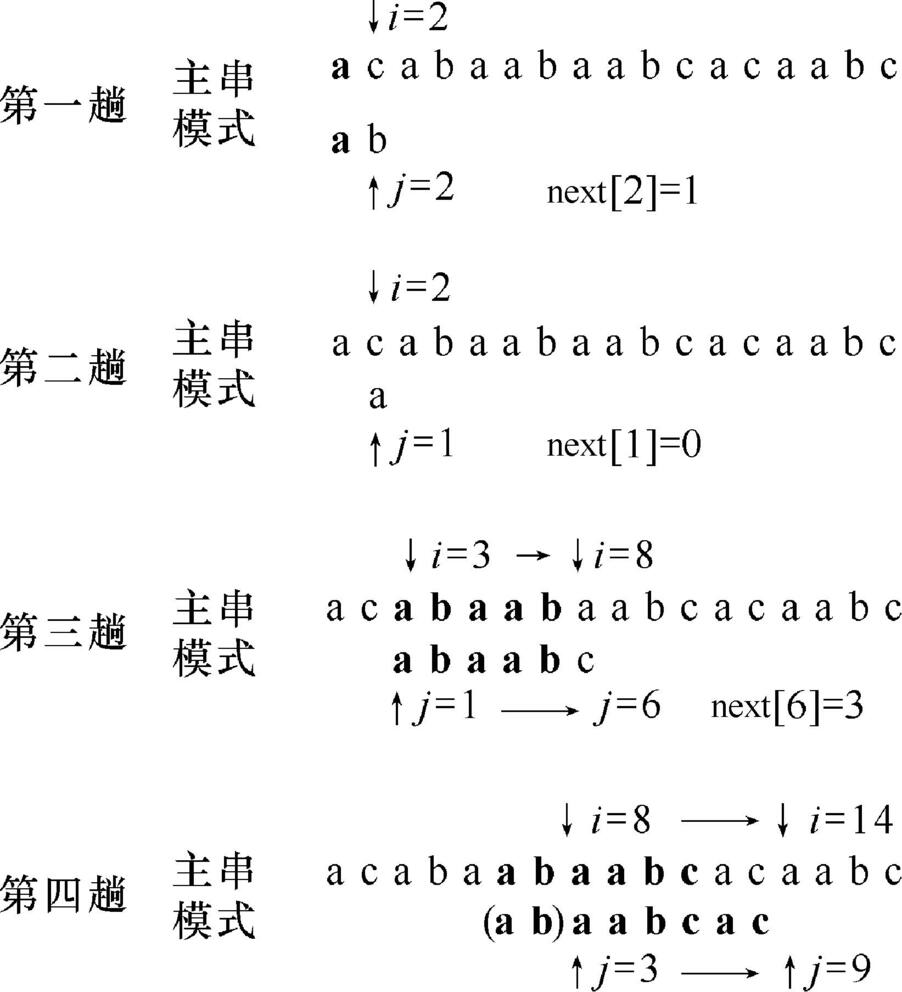 ↓i=2
第一趟 主串 a c a b a a b a a b c a c a a b c
模式 a b
↑j=2 next[2]=1
↓i=2
第二趟 主串 a c a b a a b a a b c a c a a b c
模式 a
↑j=1 next[1]=0
↓i=3 → ↓i=8
第三趟 主串 a c a b a a b a a b c a c a a b c
模式 a b a a b c
↑j=1 → j=6 next[6]=3
↓i=8 → ↓i=14
第四趟 主串 a c a b a a b a a b c a c a a b c
模式 (a b)a a b c a c
↑j=3 → ↑j=9